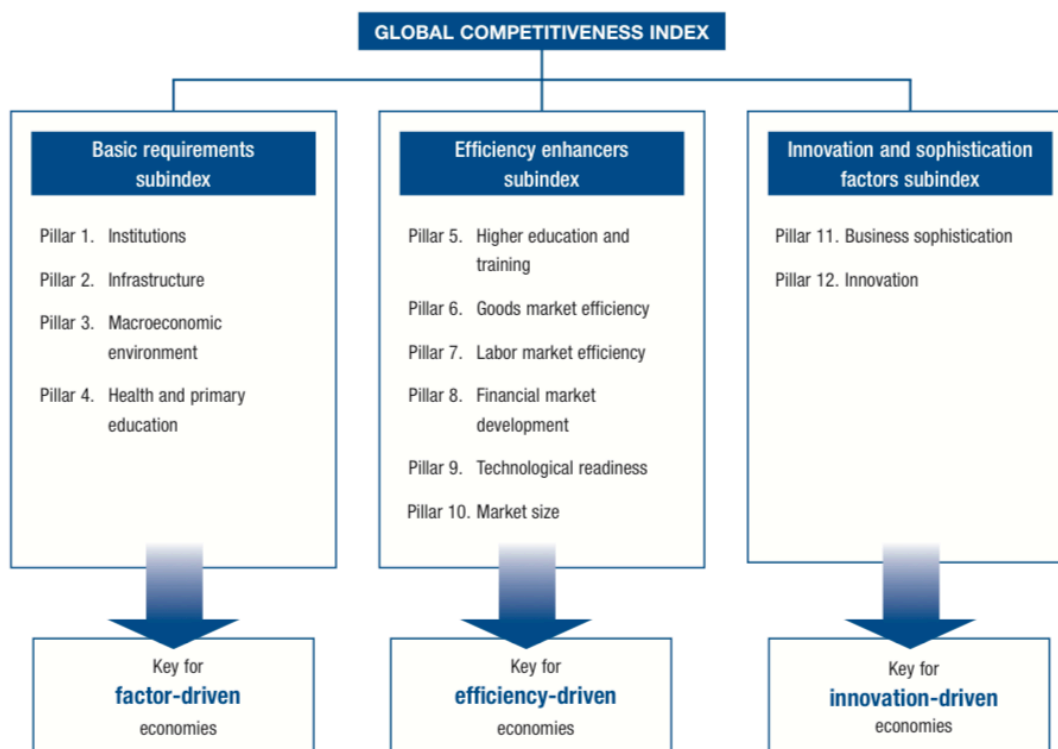 GLOBAL COMPETITIVENESS INDEX
Basic requirements
subindex
Pillar 1. Institutions
Pillar 2. Infrastructure
Pillar 3. Macroeconomic
environment
Pillar 4. Health and primary
education
Key for
factor-driven
economies
Efficiency enhancers
subindex
Pillar 5. Higher education and
training
Pillar 6. Goods market efficiency
Pillar 7. Labor market efficiency
Pillar 8. Financial market
development
Pillar 9. Technological readiness
Pillar 10. Market size
Key for
efficiency-driven
economies
Innovation and sophistication
factors subindex
Pillar 11. Business sophistication
Pillar 12. Innovation
Key for
innovation-driven
economies